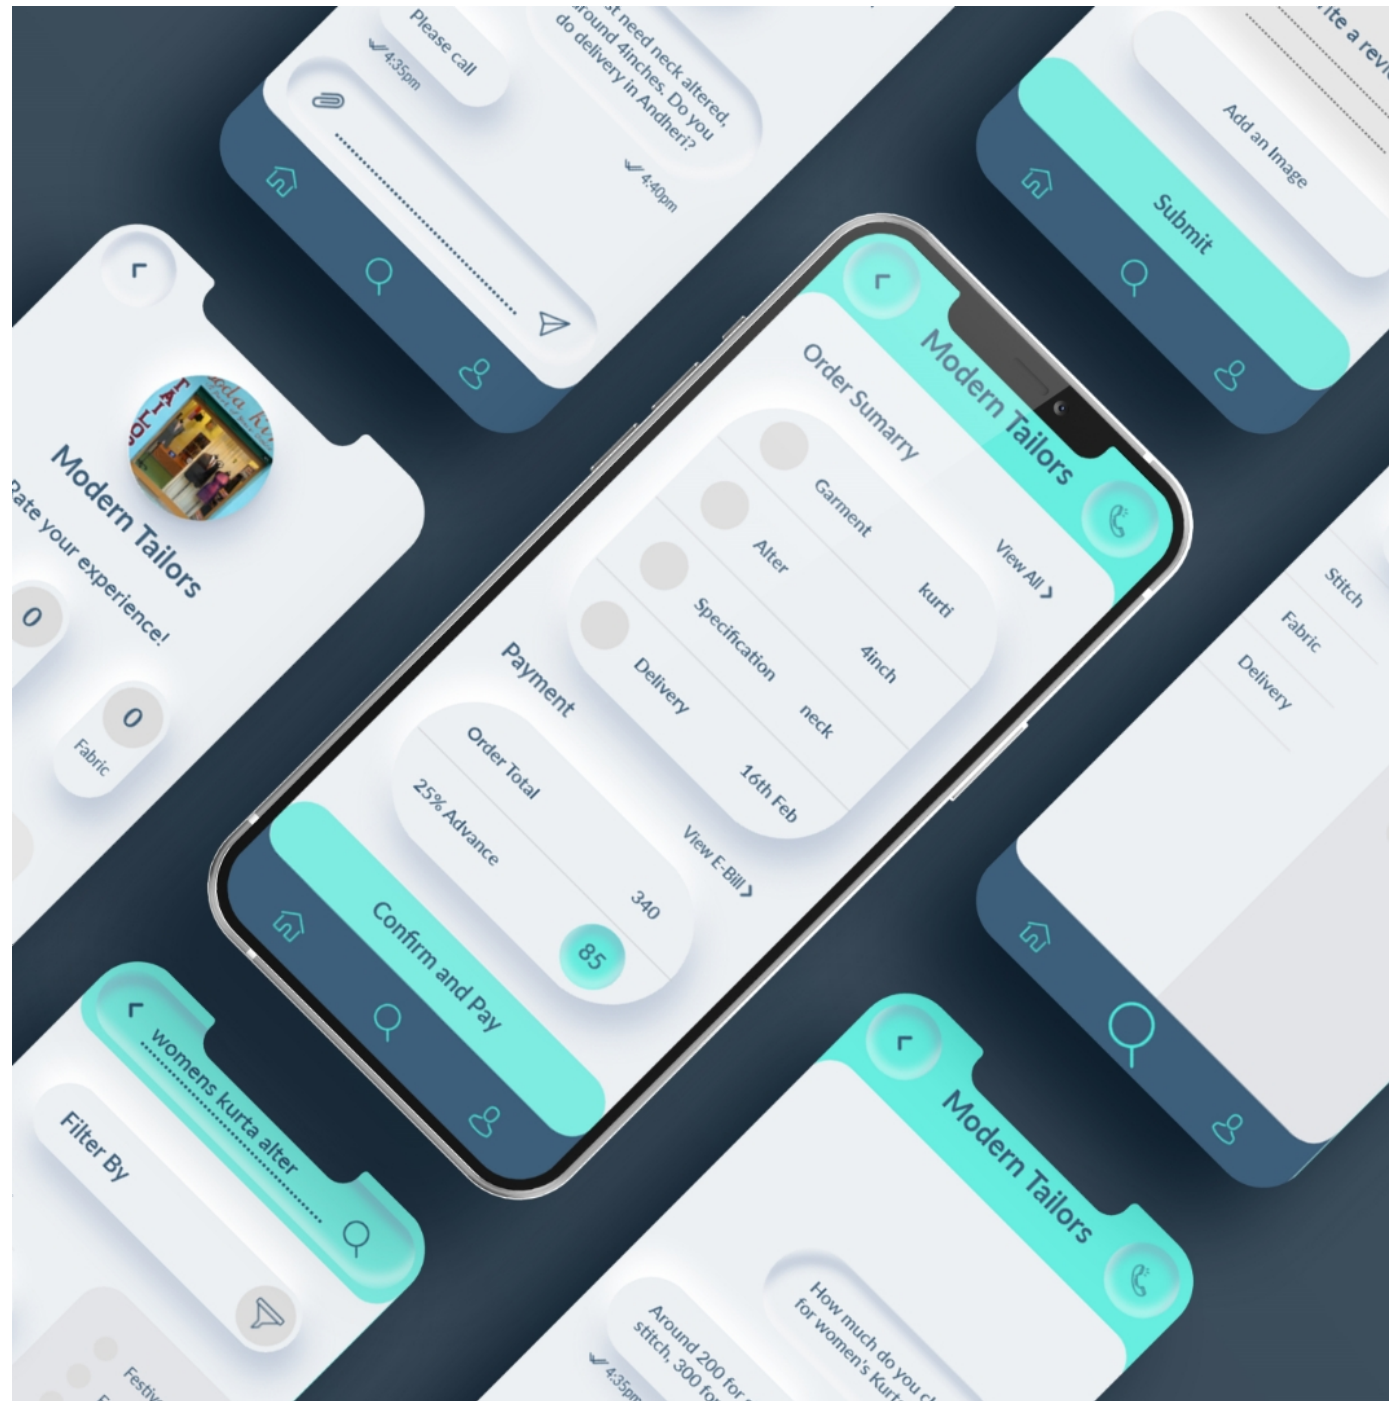 Please call
4:35pm
st need neck altered,
around 4inches. Do you
do delivery in Andheri?
4:40pm
ite a revi
Add an Image
Submit
Modern Tailors
Rate your experience!
0
0
Fabric
Modern Tailors
Order Sumarry
View All
Garment
kurti
Alter
4inch
Specification
neck
Delivery
16th Feb
Payment
View E-Bill
Order Total
340
25% Advance
85
Confirm and Pay
Stitch
Fabric
Delivery
womens kurta alter
Filter By
Festiv
Modern Tailors
How much do you c
for women's Kurt
Around 200 for
stitch, 300 fo
4:35pm